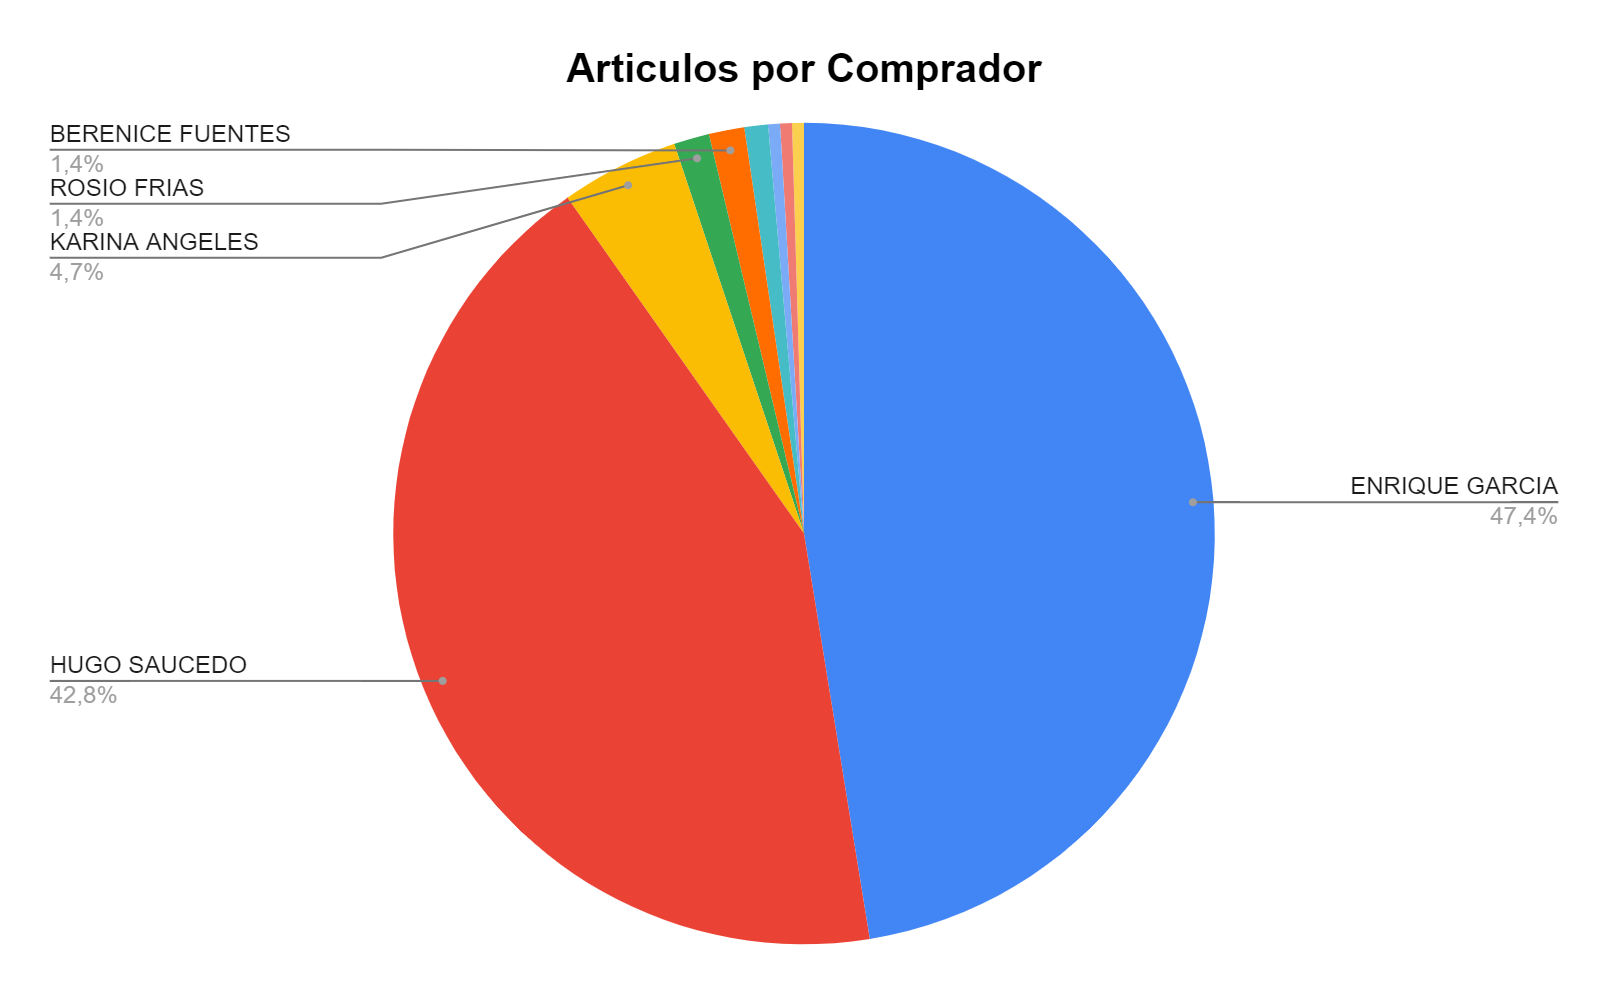 Articulos por Comprador
BERENICE FUENTES
1,4%
ROSIO FRIAS
1,4%
KARINA ANGELES
4,7%
ENRIQUE GARCIA
47,4%
HUGO SAUCEDO
42,8%